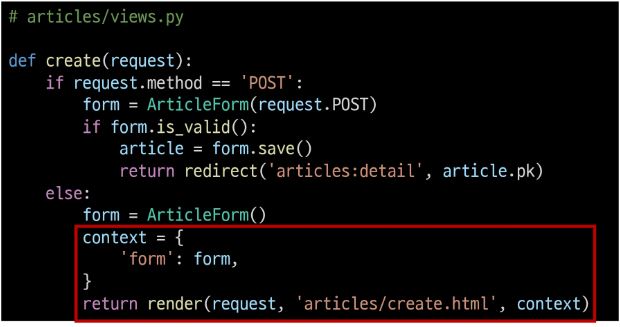 # articles/views.py
def create(request):
    if request.method == 'POST':
        form = ArticleForm(request.POST)
        if form.is_valid():
            article = form.save()
            return redirect('articles:detail', article.pk)
    else:
        form = ArticleForm()
        context = {
            'form': form,
        }
        return render(request, 'articles/create.html', context)